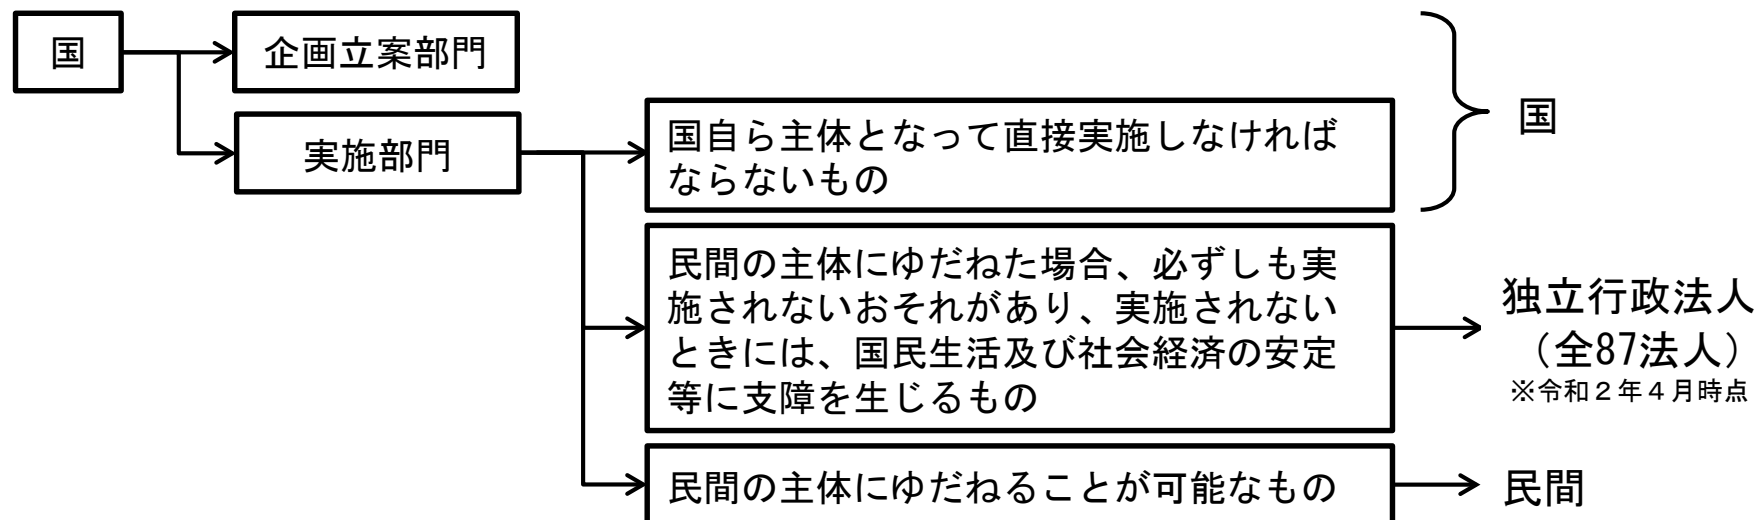 国
企画立案部門
実施部門
国自ら主体となって直接実施しなければ
ならないもの
国
民間の主体にゆだねた場合、必ずしも実
施されないおそれがあり、実施されない
ときには、国民生活及び社会経済の安定
等に支障を生じるもの
独立行政法人
（全87法人）
※令和２年４月時点
民間の主体にゆだねることが可能なもの
民間